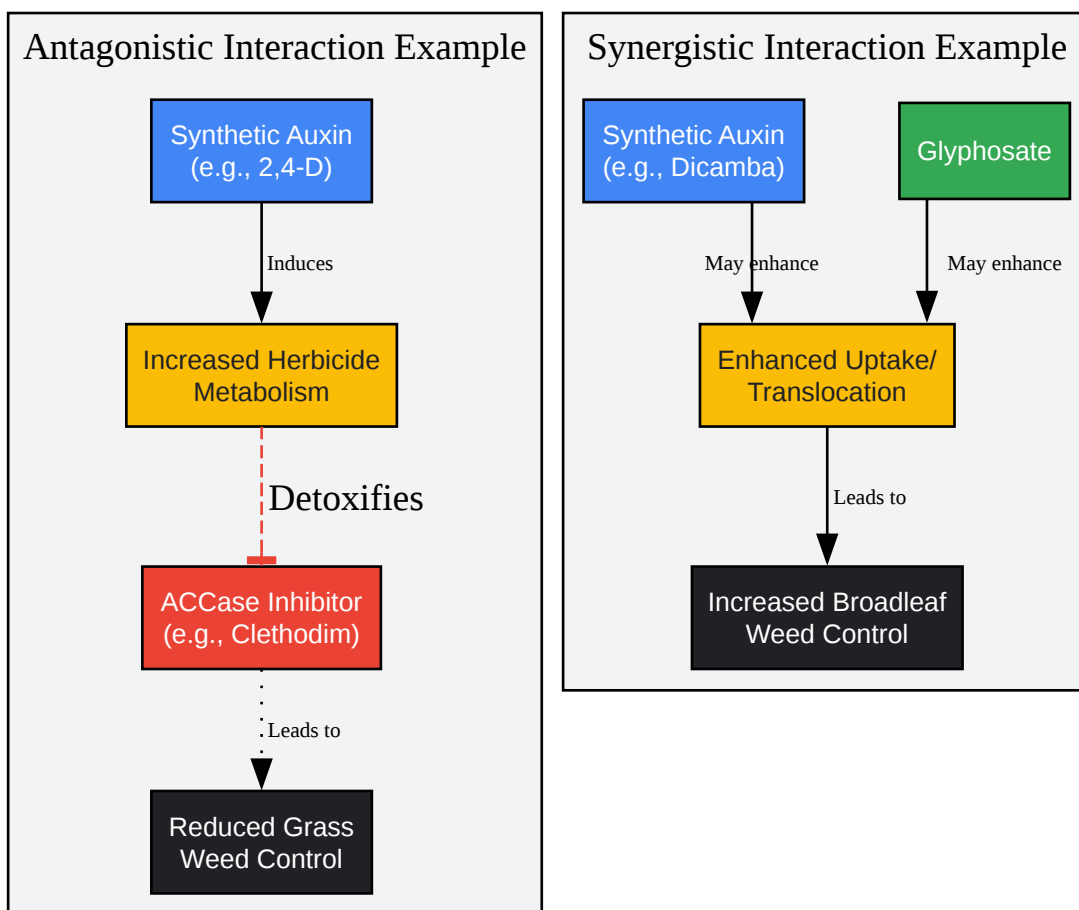 Antagonistic Interaction Example
Synthetic Auxin
(e.g., 2,4-D)
Induces
Increased Herbicide
Metabolism
Detoxifies
ACCase Inhibitor
(e.g., Clethodim)
Leads to
Reduced Grass
Weed Control
Synergistic Interaction Example
Synthetic Auxin
(e.g., Dicamba)
Glyphosate
May enhance
May enhance
Enhanced Uptake/
Translocation
Leads to
Increased Broadleaf
Weed Control